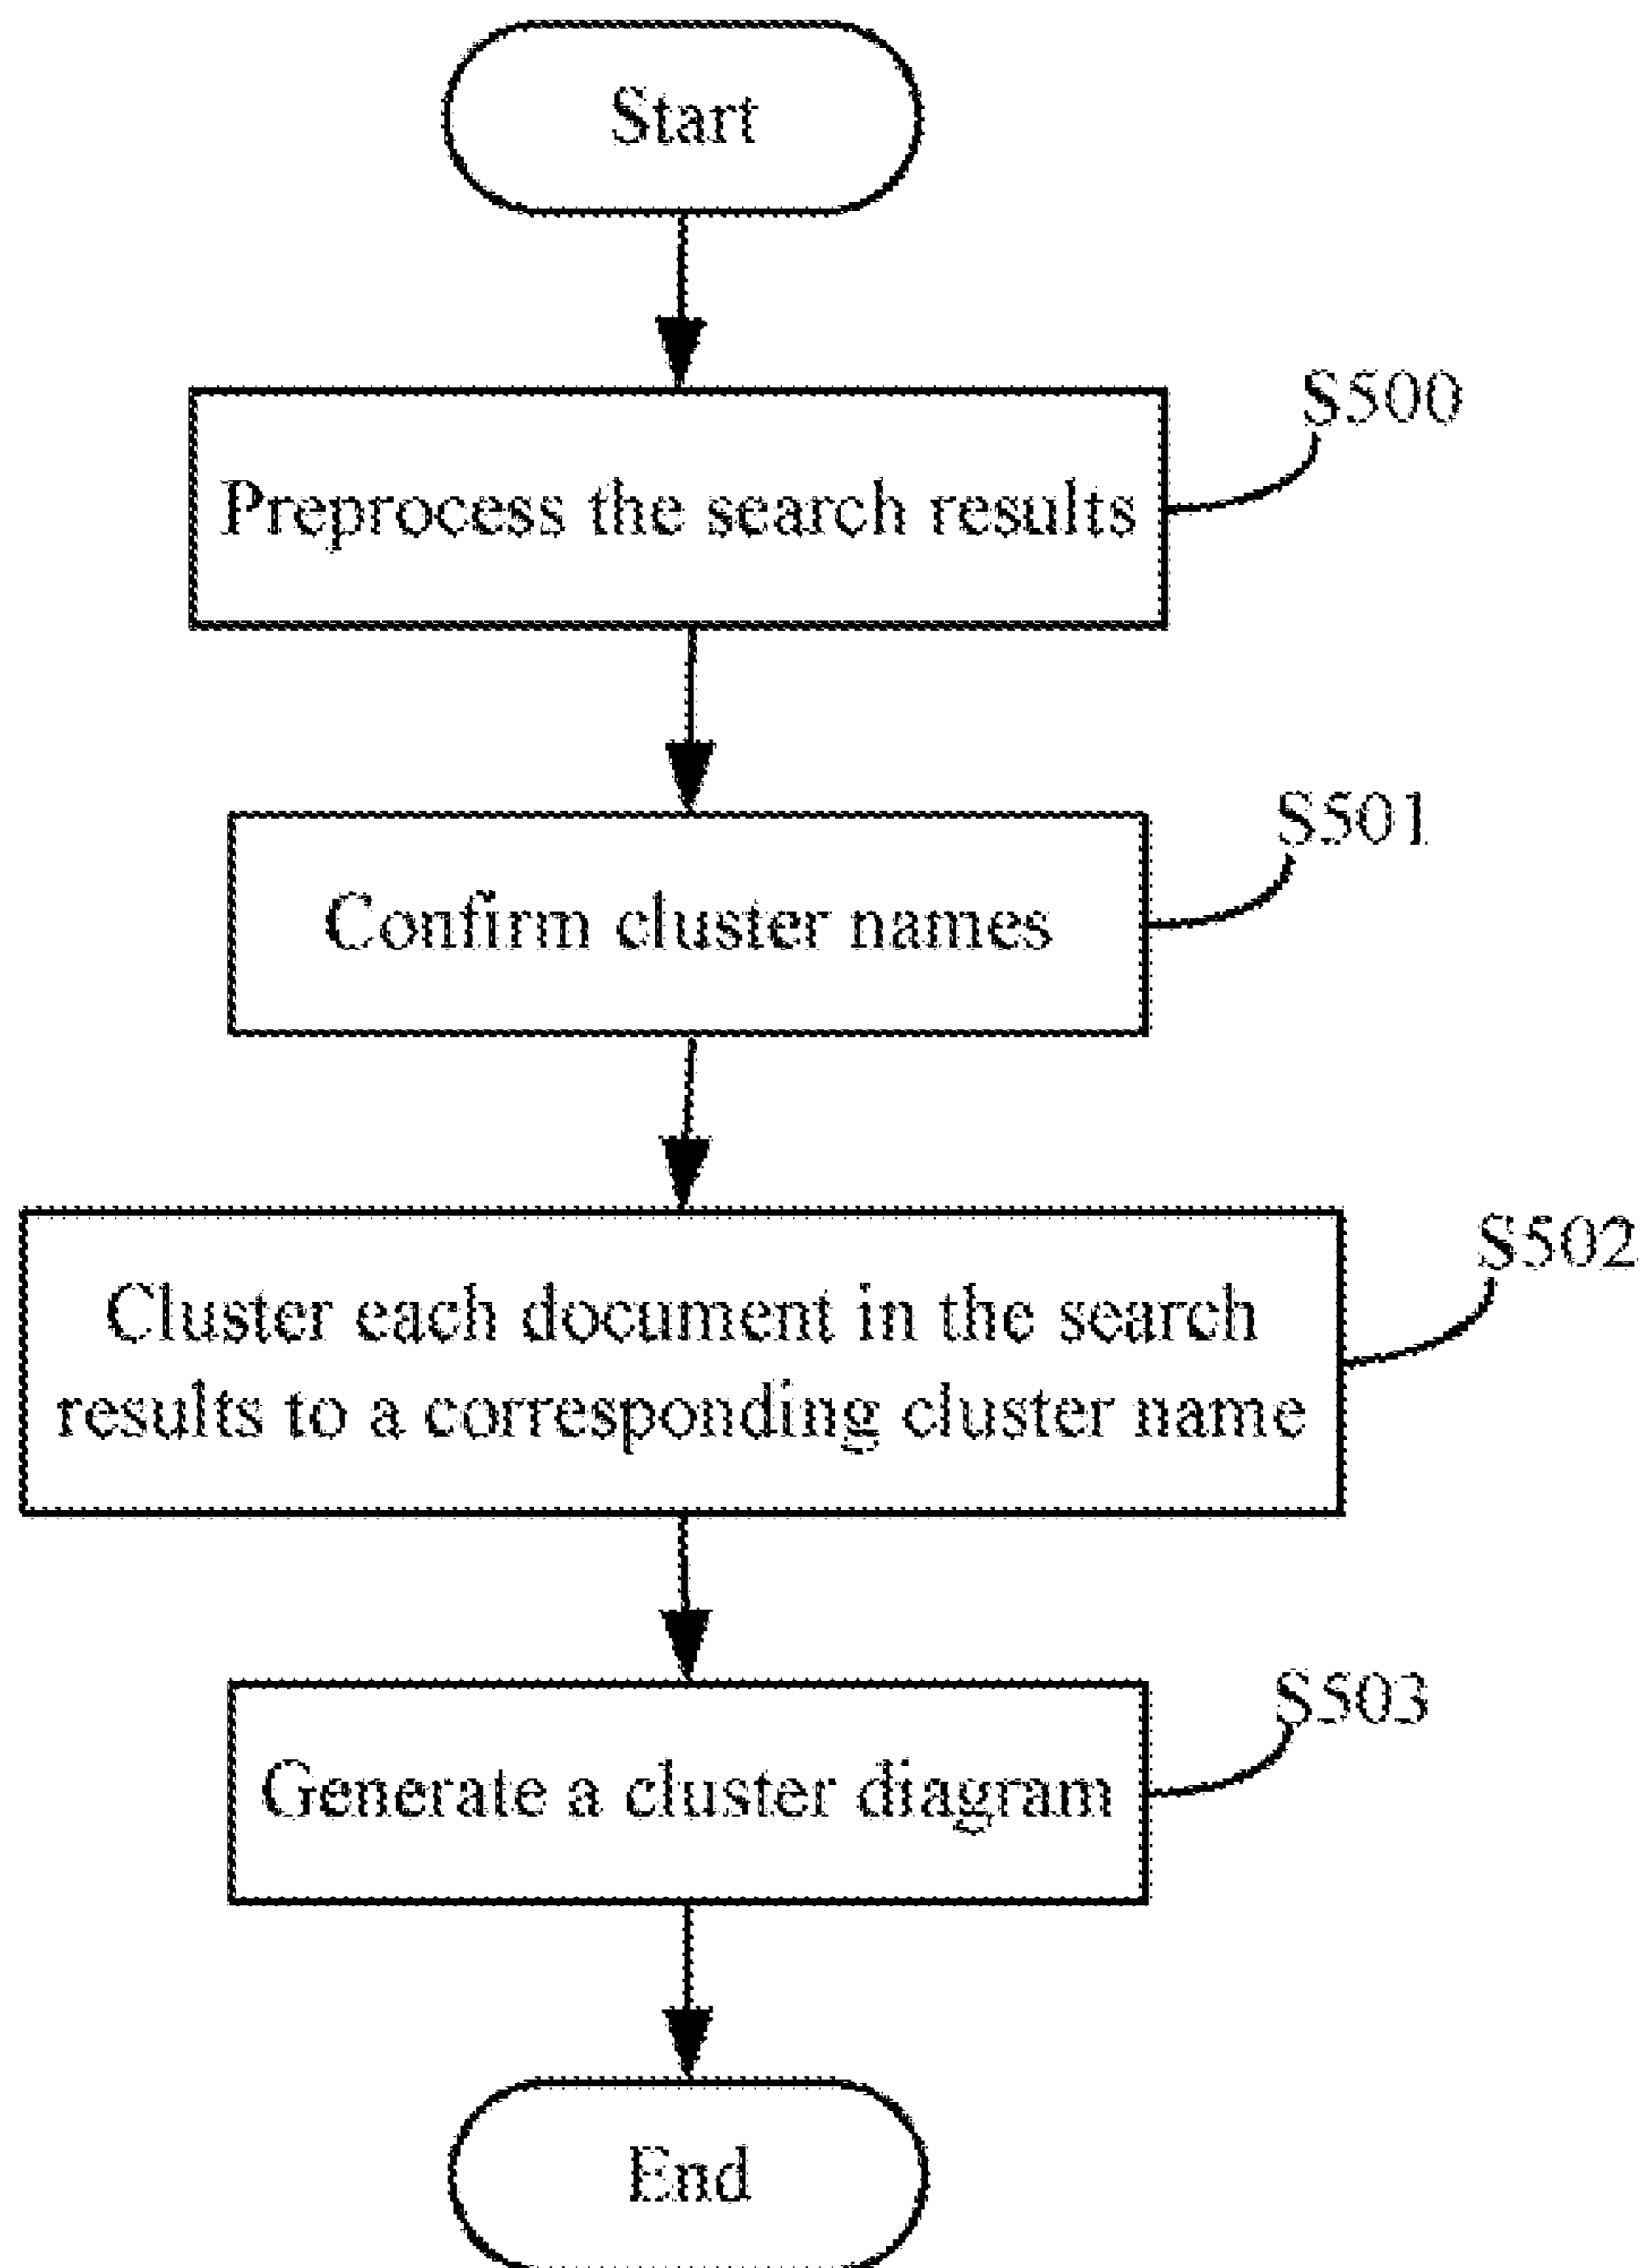 Start
S500
Preprocess the search results
S501
Confirm cluster names
S502
Cluster each document in the search
results to a corresponding cluster name
S503
Generate a cluster diagram
End